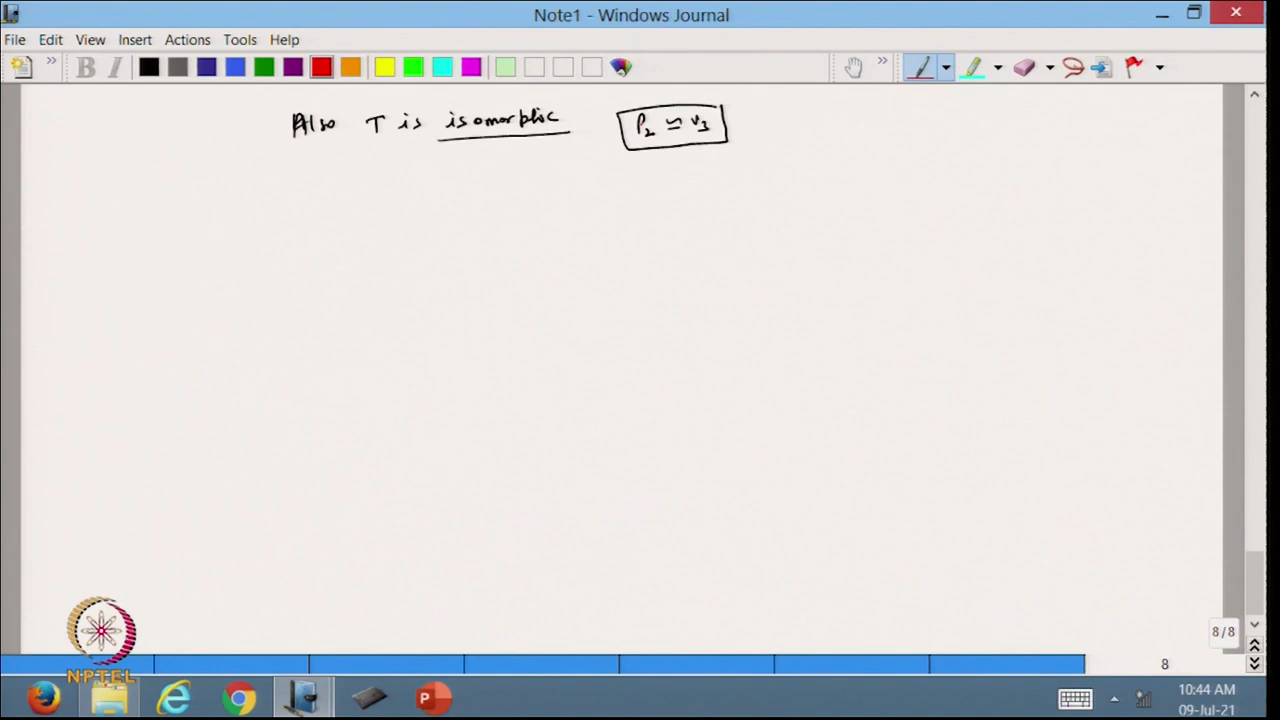 Note1 - Windows Journal
File Edit View Insert Actions Tools Help
B I
Also T is isomorphic P₂ ≃ V₃
8 / 8
NPTEL
8
10:44 AM
09-Jul-21